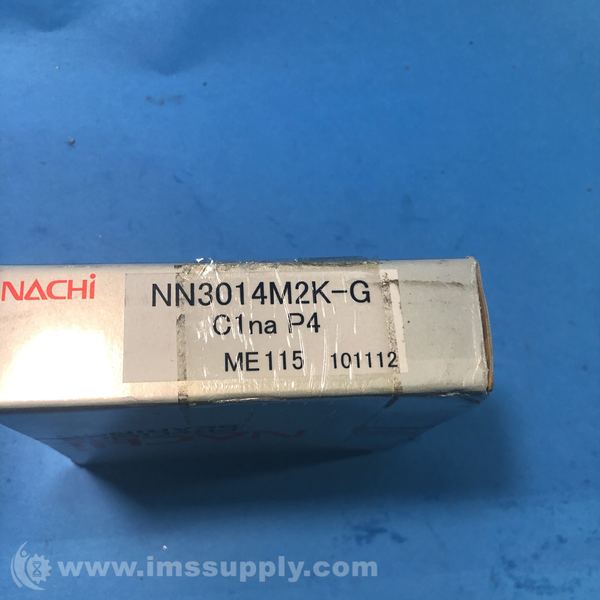 NACHi
NN3014M2K-G
C1na P4
ME115 101112
www.imssupply.com